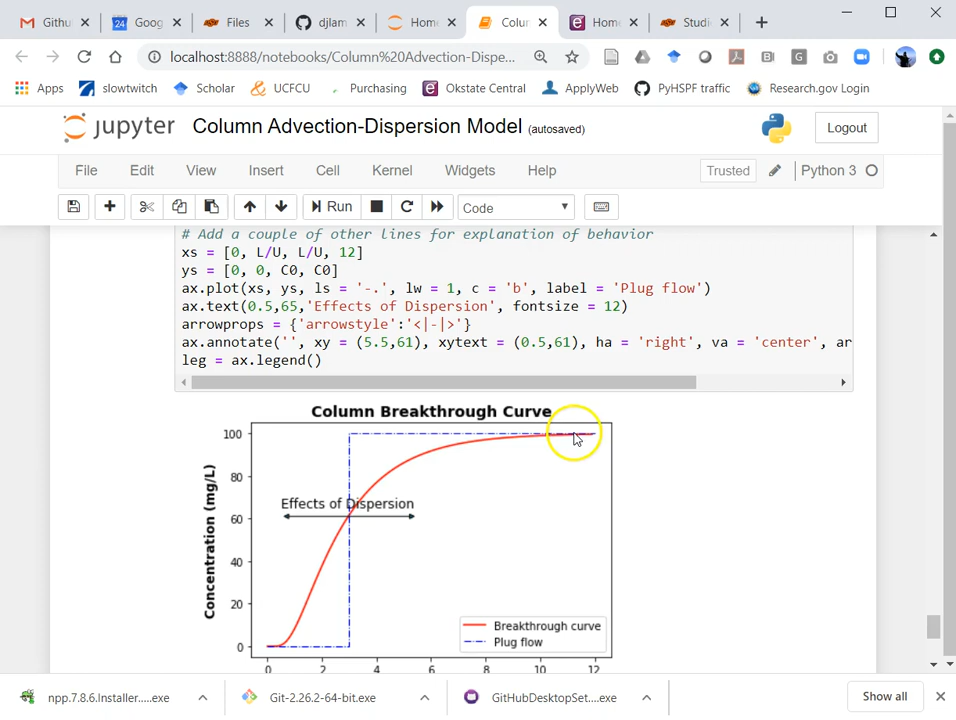 Githu
24 Goog
Files
djlam
Home
Colur
Home
Studi
localhost:8888/notebooks/Column%20Advection-Dispe...
Apps slowtwitch Scholar UCFCU Purchasing Okstate Central ApplyWeb PyHSPF traffic Research.gov Login
jupyter Column Advection-Dispersion Model (autosaved) Logout
File Edit View Insert Cell Kernel Widgets Help Trusted Python 3
Run Code
# Add a couple of other lines for explanation of behavior
xs = [0, L/U, L/U, 12]
ys = [0, 0, C0, C0]
ax.plot(xs, ys, ls = '-.', lw = 1, c = 'b', label = 'Plug flow')
ax.text(0.5,65,'Effects of Dispersion', fontsize = 12)
arrowprops = {'arrowstyle':'<|-|>'}
ax.annotate('', xy = (5.5,61), xytext = (0.5,61), ha = 'right', va = 'center', ar
leg = ax.legend()
Column Breakthrough Curve
Concentration (mg/L)
100
80
60
40
20
0
Effects of Dispersion
Breakthrough curve
Plug flow
0 2 4 6 8 10 12
npp.7.8.6.Installer.....exe Git-2.26.2-64-bit.exe GitHubDesktopSet....exe Show all